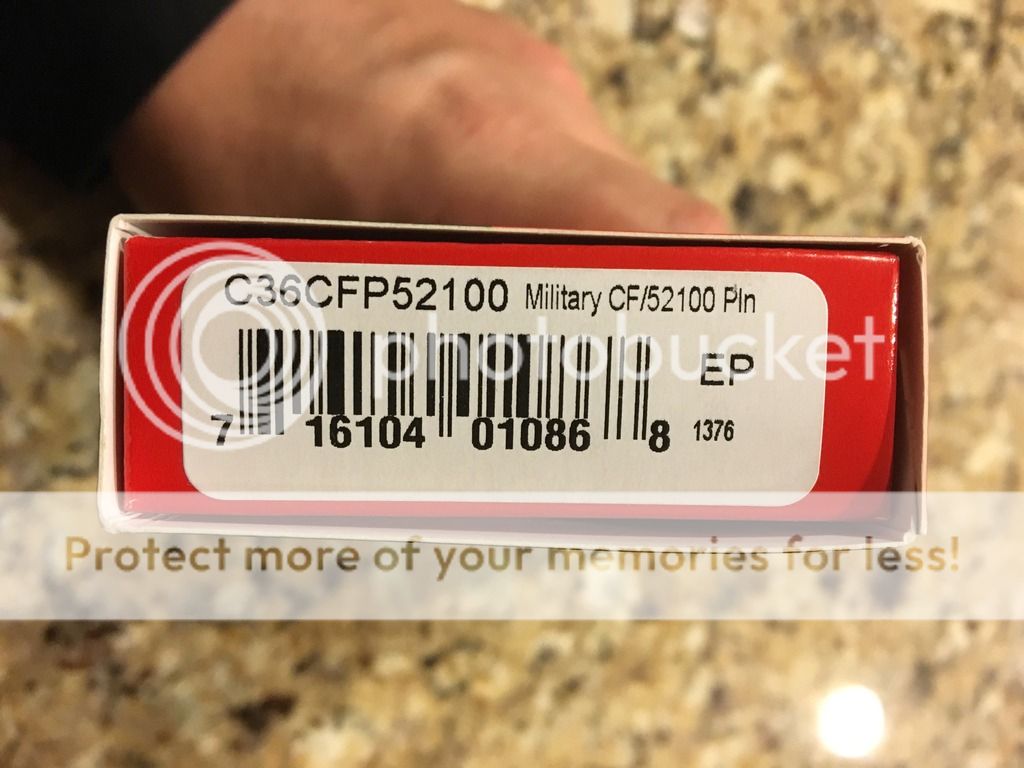 C36CFP52100 Military CF/52100 Pln
EP
7 16104 01086 8 1376
photobucket
Protect more of your memories for less!